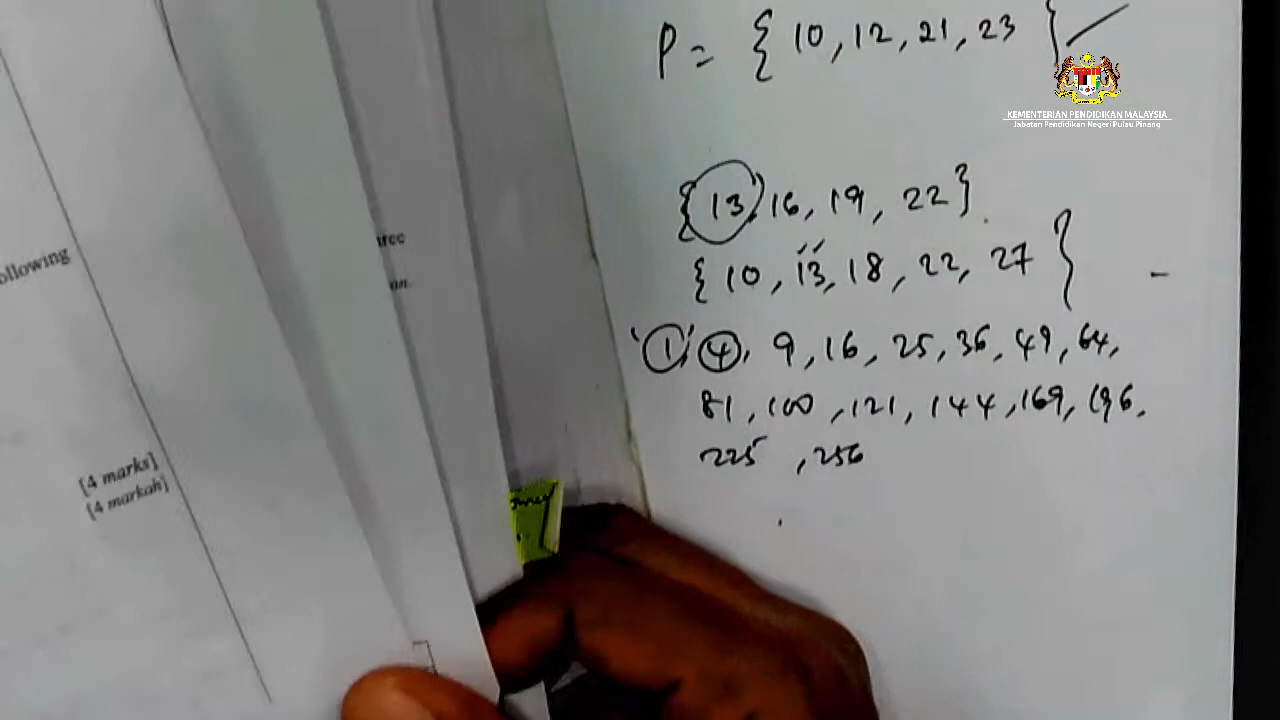 P = { 10, 12, 21, 23 }
KEMENTERIAN PENDIDIKAN MALAYSIA
Jabatan Pendidikan Negeri Pulau Pinang
{ 13, 16, 19, 22 }
{ 10, 13, 18, 22, 27 }
1, 4, 9, 16, 25, 36, 49, 64,
81, 100, 121, 144, 169, 196,
225, 256
ollowing
[4 marks]
[4 markah]